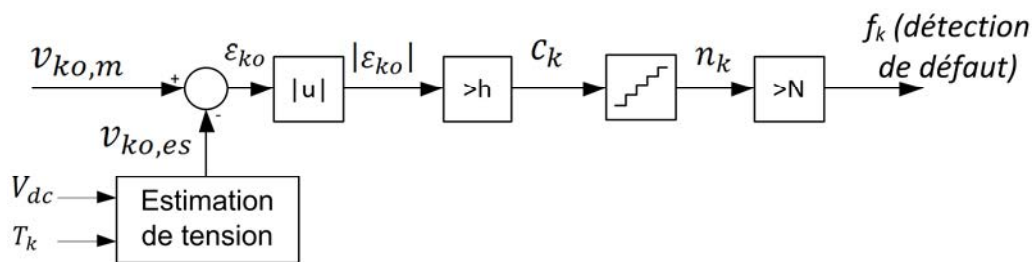 v_{ko,m}
+
-
ε_{ko}
|u|
|ε_{ko}|
>h
c_k
n_k
>N
f_k (détection
de défaut)
v_{ko,es}
V_{dc}
T_k
Estimation
de tension